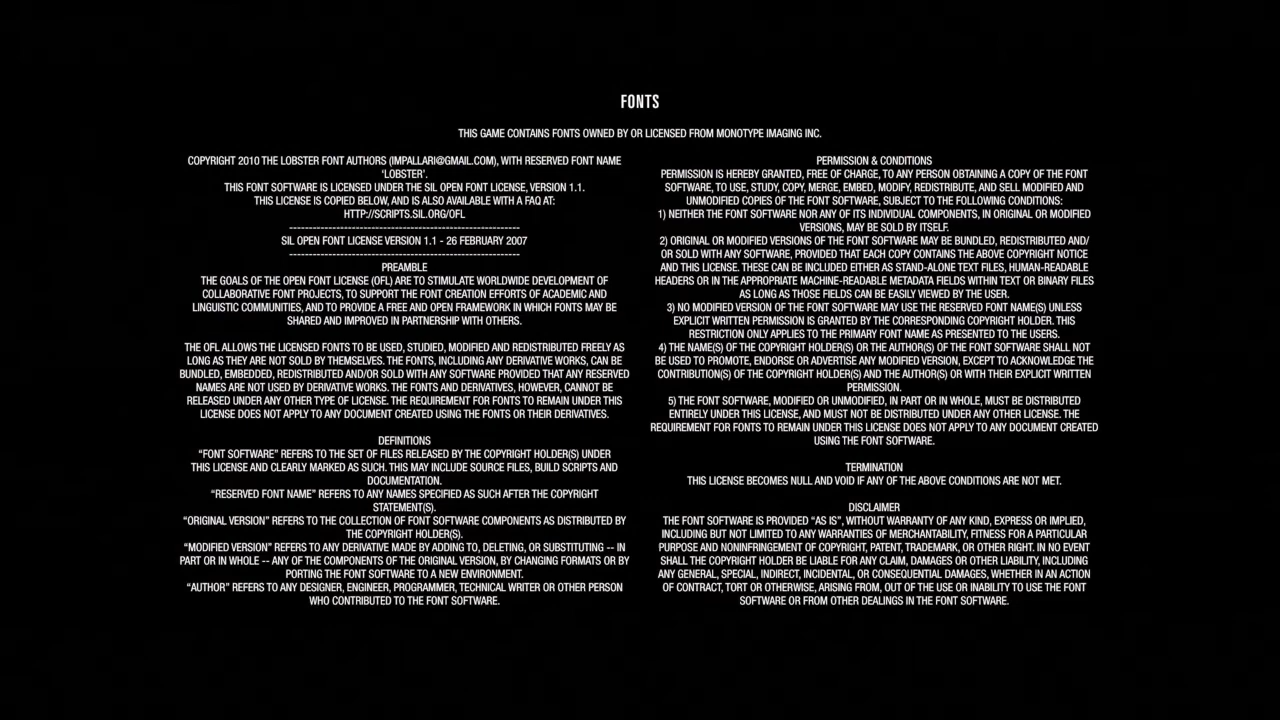 FONTS
THIS GAME CONTAINS FONTS OWNED BY OR LICENSED FROM MONOTYPE IMAGING INC.
COPYRIGHT 2010 THE LOBSTER FONT AUTHORS (IMPALLARI@GMAIL.COM), WITH RESERVED FONT NAME
‘LOBSTER’.
THIS FONT SOFTWARE IS LICENSED UNDER THE SIL OPEN FONT LICENSE, VERSION 1.1.
THIS LICENSE IS COPIED BELOW, AND IS ALSO AVAILABLE WITH A FAQ AT:
HTTP://SCRIPTS.SIL.ORG/OFL
-----------------------------------------------------------
SIL OPEN FONT LICENSE VERSION 1.1 - 26 FEBRUARY 2007
-----------------------------------------------------------
PREAMBLE
THE GOALS OF THE OPEN FONT LICENSE (OFL) ARE TO STIMULATE WORLDWIDE DEVELOPMENT OF
COLLABORATIVE FONT PROJECTS, TO SUPPORT THE FONT CREATION EFFORTS OF ACADEMIC AND
LINGUISTIC COMMUNITIES, AND TO PROVIDE A FREE AND OPEN FRAMEWORK IN WHICH FONTS MAY BE
SHARED AND IMPROVED IN PARTNERSHIP WITH OTHERS.
THE OFL ALLOWS THE LICENSED FONTS TO BE USED, STUDIED, MODIFIED AND REDISTRIBUTED FREELY AS
LONG AS THEY ARE NOT SOLD BY THEMSELVES. THE FONTS, INCLUDING ANY DERIVATIVE WORKS, CAN BE
BUNDLED, EMBEDDED, REDISTRIBUTED AND/OR SOLD WITH ANY SOFTWARE PROVIDED THAT ANY RESERVED
NAMES ARE NOT USED BY DERIVATIVE WORKS. THE FONTS AND DERIVATIVES, HOWEVER, CANNOT BE
RELEASED UNDER ANY OTHER TYPE OF LICENSE. THE REQUIREMENT FOR FONTS TO REMAIN UNDER THIS
LICENSE DOES NOT APPLY TO ANY DOCUMENT CREATED USING THE FONTS OR THEIR DERIVATIVES.
DEFINITIONS
“FONT SOFTWARE” REFERS TO THE SET OF FILES RELEASED BY THE COPYRIGHT HOLDER(S) UNDER
THIS LICENSE AND CLEARLY MARKED AS SUCH. THIS MAY INCLUDE SOURCE FILES, BUILD SCRIPTS AND
DOCUMENTATION.
“RESERVED FONT NAME” REFERS TO ANY NAMES SPECIFIED AS SUCH AFTER THE COPYRIGHT
STATEMENT(S).
“ORIGINAL VERSION” REFERS TO THE COLLECTION OF FONT SOFTWARE COMPONENTS AS DISTRIBUTED BY
THE COPYRIGHT HOLDER(S).
“MODIFIED VERSION” REFERS TO ANY DERIVATIVE MADE BY ADDING TO, DELETING, OR SUBSTITUTING -- IN
PART OR IN WHOLE -- ANY OF THE COMPONENTS OF THE ORIGINAL VERSION, BY CHANGING FORMATS OR BY
PORTING THE FONT SOFTWARE TO A NEW ENVIRONMENT.
“AUTHOR” REFERS TO ANY DESIGNER, ENGINEER, PROGRAMMER, TECHNICAL WRITER OR OTHER PERSON
WHO CONTRIBUTED TO THE FONT SOFTWARE.
PERMISSION & CONDITIONS
PERMISSION IS HEREBY GRANTED, FREE OF CHARGE, TO ANY PERSON OBTAINING A COPY OF THE FONT
SOFTWARE, TO USE, STUDY, COPY, MERGE, EMBED, MODIFY, REDISTRIBUTE, AND SELL MODIFIED AND
UNMODIFIED COPIES OF THE FONT SOFTWARE, SUBJECT TO THE FOLLOWING CONDITIONS:
1) NEITHER THE FONT SOFTWARE NOR ANY OF ITS INDIVIDUAL COMPONENTS, IN ORIGINAL OR MODIFIED
VERSIONS, MAY BE SOLD BY ITSELF.
2) ORIGINAL OR MODIFIED VERSIONS OF THE FONT SOFTWARE MAY BE BUNDLED, REDISTRIBUTED AND/
OR SOLD WITH ANY SOFTWARE, PROVIDED THAT EACH COPY CONTAINS THE ABOVE COPYRIGHT NOTICE
AND THIS LICENSE. THESE CAN BE INCLUDED EITHER AS STAND-ALONE TEXT FILES, HUMAN-READABLE
HEADERS OR IN THE APPROPRIATE MACHINE-READABLE METADATA FIELDS WITHIN TEXT OR BINARY FILES
AS LONG AS THOSE FIELDS CAN BE EASILY VIEWED BY THE USER.
3) NO MODIFIED VERSION OF THE FONT SOFTWARE MAY USE THE RESERVED FONT NAME(S) UNLESS
EXPLICIT WRITTEN PERMISSION IS GRANTED BY THE CORRESPONDING COPYRIGHT HOLDER. THIS
RESTRICTION ONLY APPLIES TO THE PRIMARY FONT NAME AS PRESENTED TO THE USERS.
4) THE NAME(S) OF THE COPYRIGHT HOLDER(S) OR THE AUTHOR(S) OF THE FONT SOFTWARE SHALL NOT
BE USED TO PROMOTE, ENDORSE OR ADVERTISE ANY MODIFIED VERSION, EXCEPT TO ACKNOWLEDGE THE
CONTRIBUTION(S) OF THE COPYRIGHT HOLDER(S) AND THE AUTHOR(S) OR WITH THEIR EXPLICIT WRITTEN
PERMISSION.
5) THE FONT SOFTWARE, MODIFIED OR UNMODIFIED, IN PART OR IN WHOLE, MUST BE DISTRIBUTED
ENTIRELY UNDER THIS LICENSE, AND MUST NOT BE DISTRIBUTED UNDER ANY OTHER LICENSE. THE
REQUIREMENT FOR FONTS TO REMAIN UNDER THIS LICENSE DOES NOT APPLY TO ANY DOCUMENT CREATED
USING THE FONT SOFTWARE.
TERMINATION
THIS LICENSE BECOMES NULL AND VOID IF ANY OF THE ABOVE CONDITIONS ARE NOT MET.
DISCLAIMER
THE FONT SOFTWARE IS PROVIDED “AS IS”, WITHOUT WARRANTY OF ANY KIND, EXPRESS OR IMPLIED,
INCLUDING BUT NOT LIMITED TO ANY WARRANTIES OF MERCHANTABILITY, FITNESS FOR A PARTICULAR
PURPOSE AND NONINFRINGEMENT OF COPYRIGHT, PATENT, TRADEMARK, OR OTHER RIGHT. IN NO EVENT
SHALL THE COPYRIGHT HOLDER BE LIABLE FOR ANY CLAIM, DAMAGES OR OTHER LIABILITY, INCLUDING
ANY GENERAL, SPECIAL, INDIRECT, INCIDENTAL, OR CONSEQUENTIAL DAMAGES, WHETHER IN AN ACTION
OF CONTRACT, TORT OR OTHERWISE, ARISING FROM, OUT OF THE USE OR INABILITY TO USE THE FONT
SOFTWARE OR FROM OTHER DEALINGS IN THE FONT SOFTWARE.